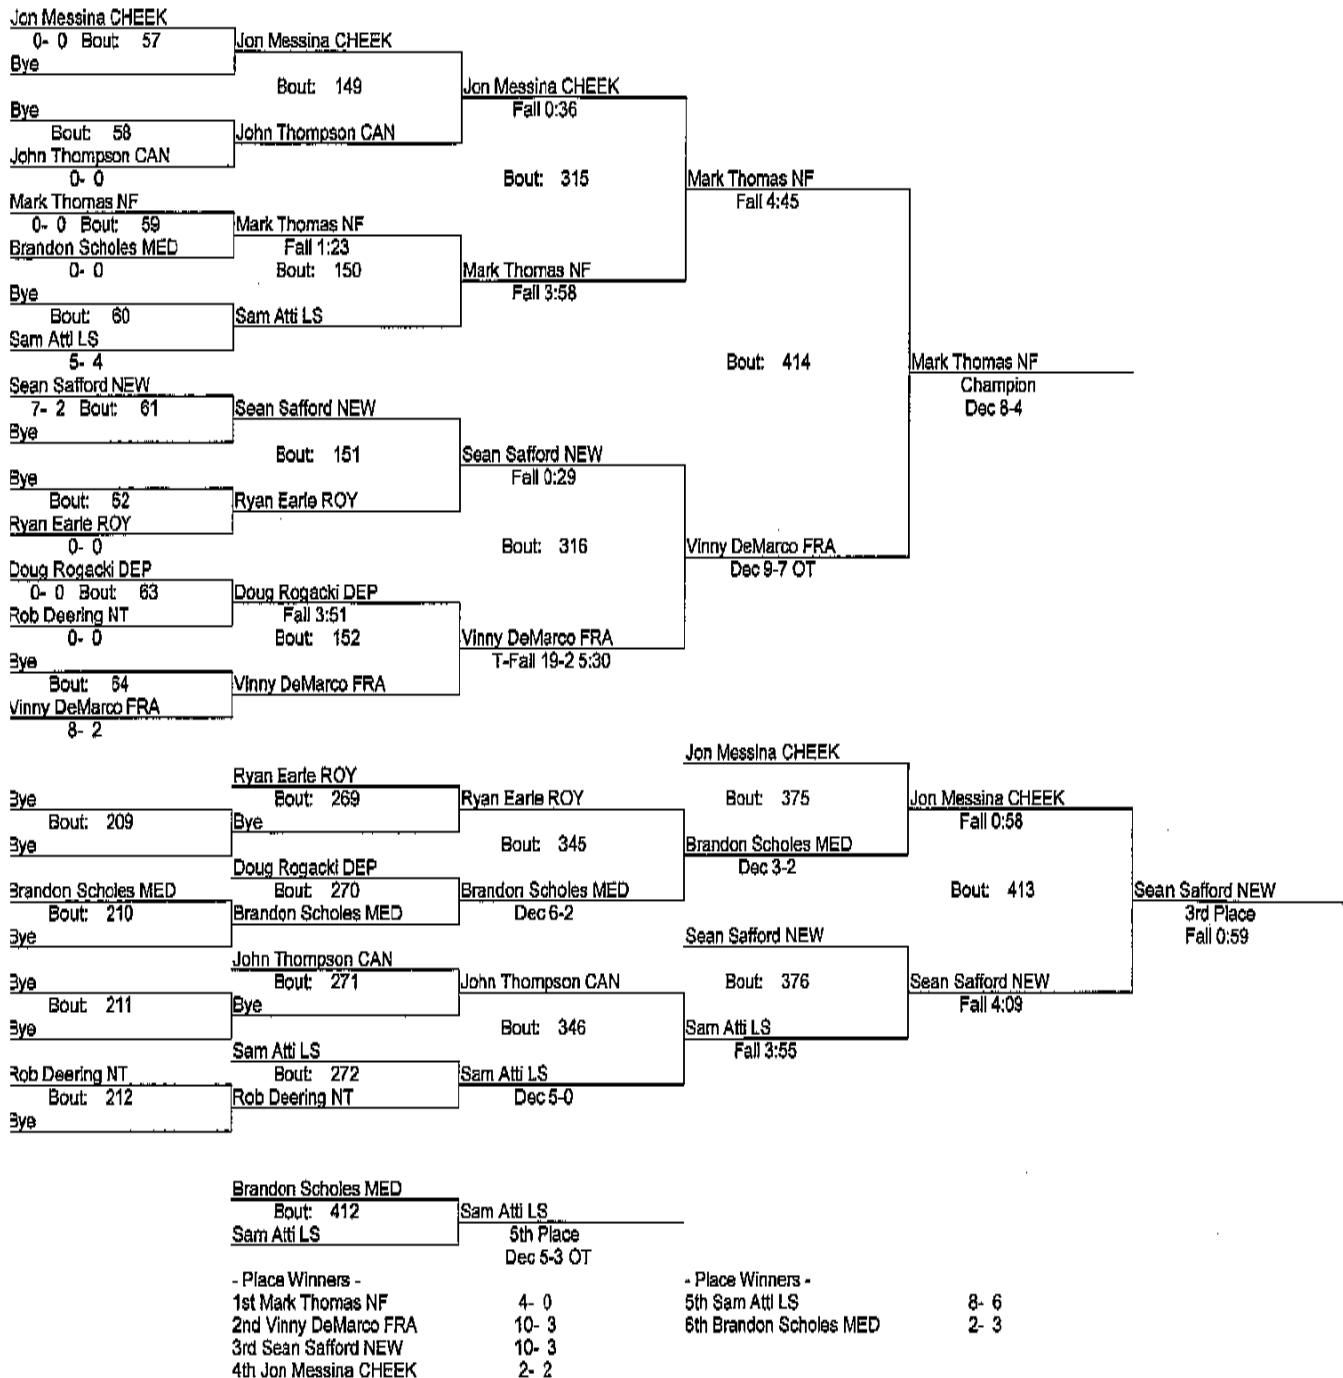 Jon Messina CHEEK
0- 0 Bout: 57
Bye
Jon Messina CHEEK
Bout: 149
Bye
Bout: 58
John Thompson CAN
0- 0
John Thompson CAN
Jon Messina CHEEK
Fall 0:36
Bout: 315
Mark Thomas NF
0- 0 Bout: 59
Brandon Scholes MED
0- 0
Mark Thomas NF
Fall 1:23
Bout: 150
Bye
Bout: 60
Sam Atti LS
5- 4
Sam Atti LS
Mark Thomas NF
Fall 3:58
Mark Thomas NF
Fall 4:45
Bout: 414
Mark Thomas NF
Champion
Dec 8-4
Sean Safford NEW
7- 2 Bout: 61
Bye
Sean Safford NEW
Bout: 151
Bye
Bout: 62
Ryan Earle ROY
0- 0
Ryan Earle ROY
Sean Safford NEW
Fall 0:29
Bout: 316
Doug Rogacki DEP
0- 0 Bout: 63
Rob Deering NT
0- 0
Doug Rogacki DEP
Fall 3:51
Bout: 152
Bye
Bout: 64
Vinny DeMarco FRA
8- 2
Vinny DeMarco FRA
Vinny DeMarco FRA
T-Fall 19-2 5:30
Vinny DeMarco FRA
Dec 9-7 OT
Bye
Bout: 209
Bye
Ryan Earle ROY
Bout: 269
Bye
Ryan Earle ROY
Bout: 345
Brandon Scholes MED
Bout: 210
Bye
Doug Rogacki DEP
Bout: 270
Brandon Scholes MED
Brandon Scholes MED
Dec 6-2
Jon Messina CHEEK
Bout: 375
Brandon Scholes MED
Dec 3-2
Jon Messina CHEEK
Fall 0:58
Bout: 413
Sean Safford NEW
3rd Place
Fall 0:59
Bye
Bout: 211
Bye
John Thompson CAN
Bout: 271
Bye
John Thompson CAN
Bout: 346
Rob Deering NT
Bout: 212
Bye
Sam Atti LS
Bout: 272
Rob Deering NT
Sam Atti LS
Dec 5-0
Sean Safford NEW
Bout: 376
Sam Atti LS
Fall 3:55
Sean Safford NEW
Fall 4:09
Brandon Scholes MED
Bout: 412
Sam Atti LS
Sam Atti LS
5th Place
Dec 5-3 OT
- Place Winners -
1st Mark Thomas NF 4- 0
2nd Vinny DeMarco FRA 10- 3
3rd Sean Safford NEW 10- 3
4th Jon Messina CHEEK 2- 2
- Place Winners -
5th Sam Atti LS 8- 6
6th Brandon Scholes MED 2- 3